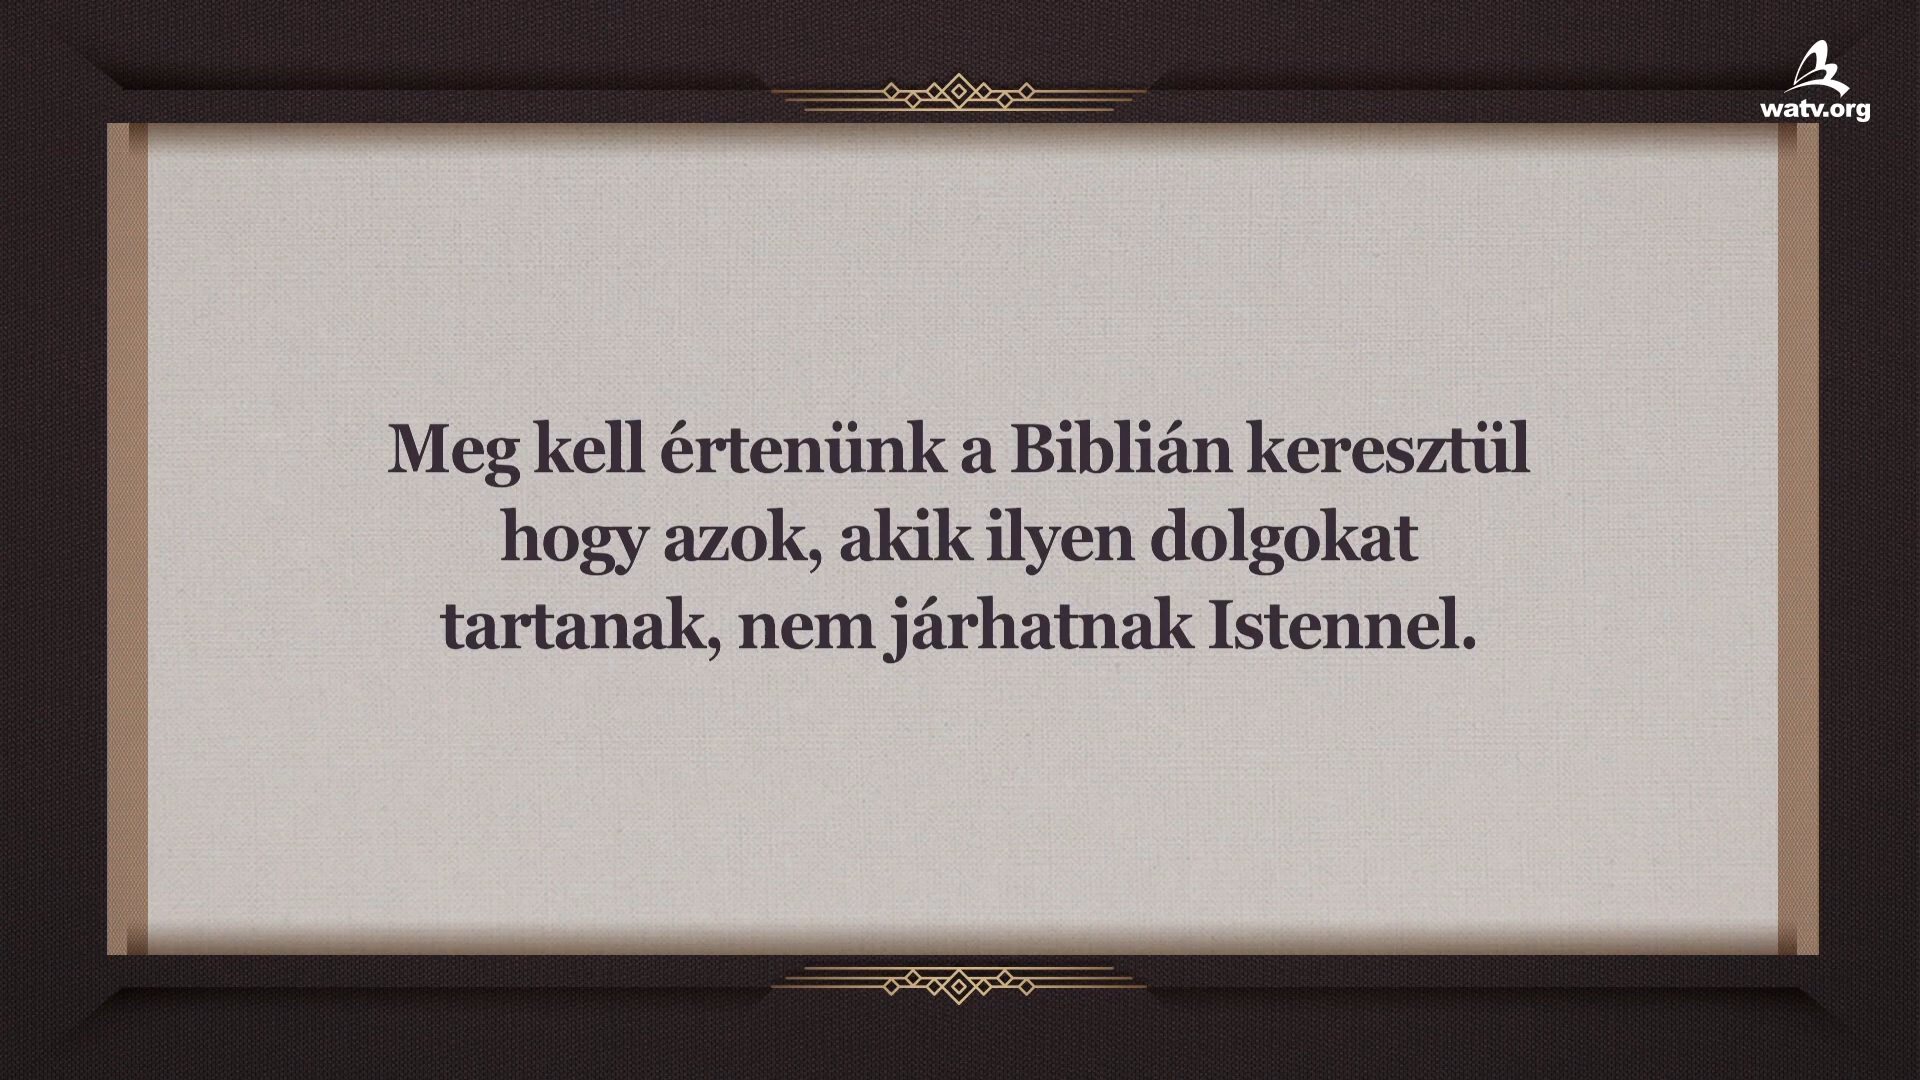 watv.org
Meg kell értenünk a Biblián keresztül
hogy azok, akik ilyen dolgokat
tartanak, nem járhatnak Istennel.